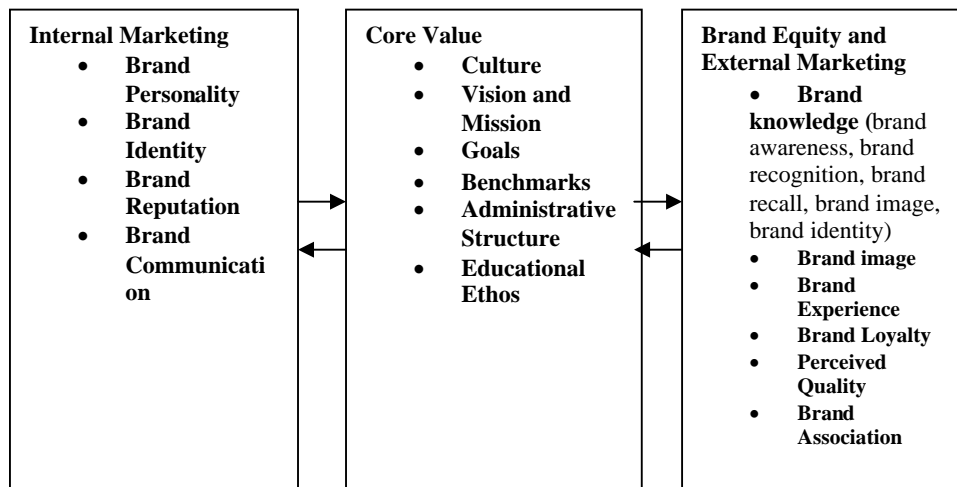 Internal Marketing
• Brand
Personality
• Brand
Identity
• Brand
Reputation
• Brand
Communicati
on
Core Value
• Culture
• Vision and
Mission
• Goals
• Benchmarks
• Administrative
Structure
• Educational
Ethos
Brand Equity and
External Marketing
• Brand
knowledge (brand
awareness, brand
recognition, brand
recall, brand image,
brand identity)
• Brand image
• Brand
Experience
• Brand Loyalty
• Perceived
Quality
• Brand
Association